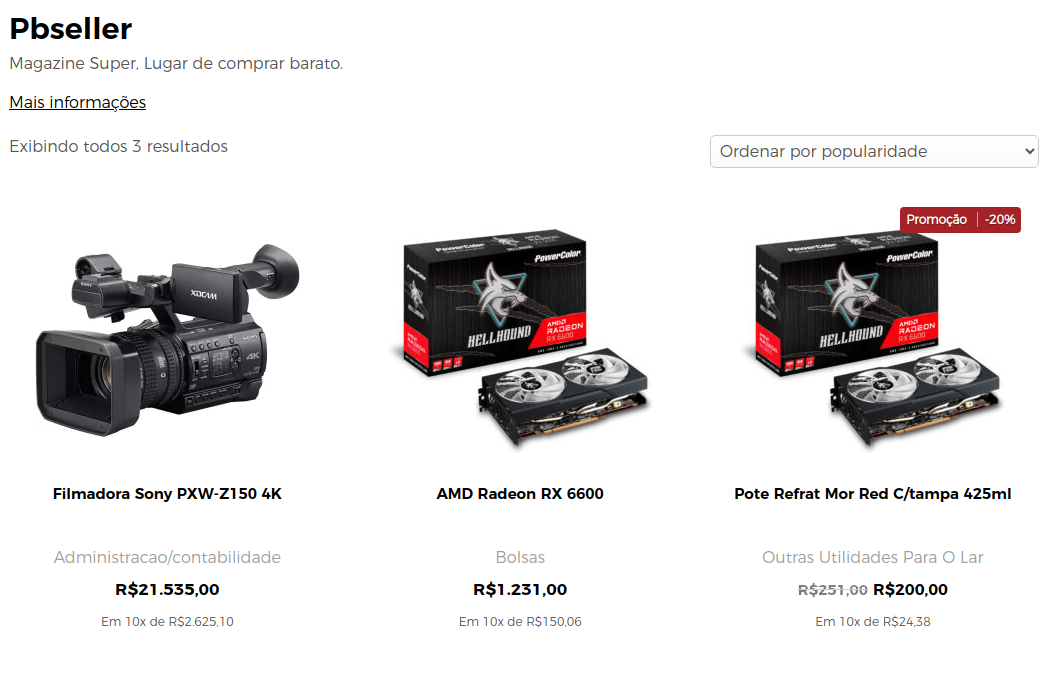 Pbseller
Magazine Super, Lugar de comprar barato.
Mais informações
Exibindo todos 3 resultados
Ordenar por popularidade
Promoção -20%
SONY
XDCAM
SONY
4K
PowerColor
PowerColor
HELLHOUND
AMD
RADEON
RX 6600
PowerColor
PowerColor
HELLHOUND
AMD
RADEON
RX 6600
Filmadora Sony PXW-Z150 4K
AMD Radeon RX 6600
Pote Refrat Mor Red C/tampa 425ml
Administracao/contabilidade
Bolsas
Outras Utilidades Para O Lar
R$21.535,00
R$1.231,00
R$251,00 R$200,00
Em 10x de R$2.625,10
Em 10x de R$150,06
Em 10x de R$24,38